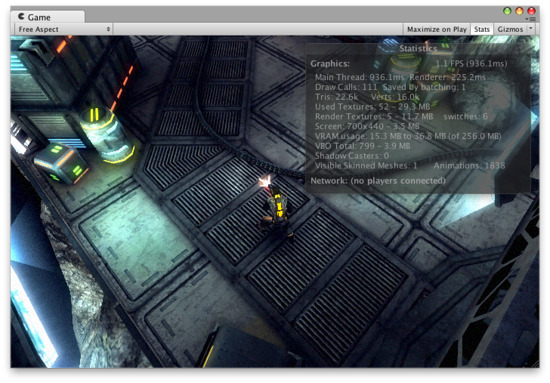 Game
Free Aspect
Maximize on Play Stats Gizmos
Statistics
Graphics: 1.1 FPS (936.1ms)
Main Thread: 936.1ms Renderer: 225.2ms
Draw Calls: 111 Saved By batching: 1
Tris: 22.6k Verts: 16.0k
Used Textures: 52 – 29.3 MB
Render Textures: 5 – 11.7 MB switches: 6
Screen: 700x440 – 3.5 MB
VRAM usage: 15.3 MB to 36.8 MB (of 256.0 MB)
VBO Total: 799 – 3.9 MB
Shadow Casters: 0
Visible Skinned Meshes: 1 Animations: 1838
Network: (no players connected)